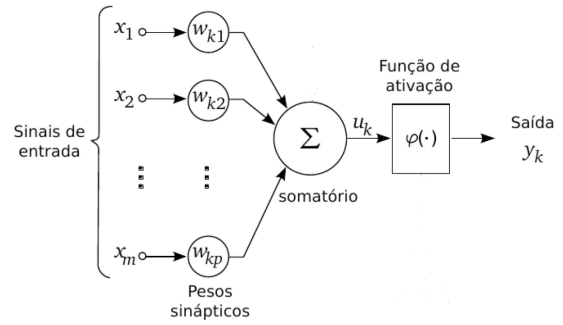 x1
wk1
x2
wk2
Sinais de
entrada
xm
wkp
Pesos
sinápticos
Σ
somatório
uk
Função de
ativação
φ(·)
Saída
yk